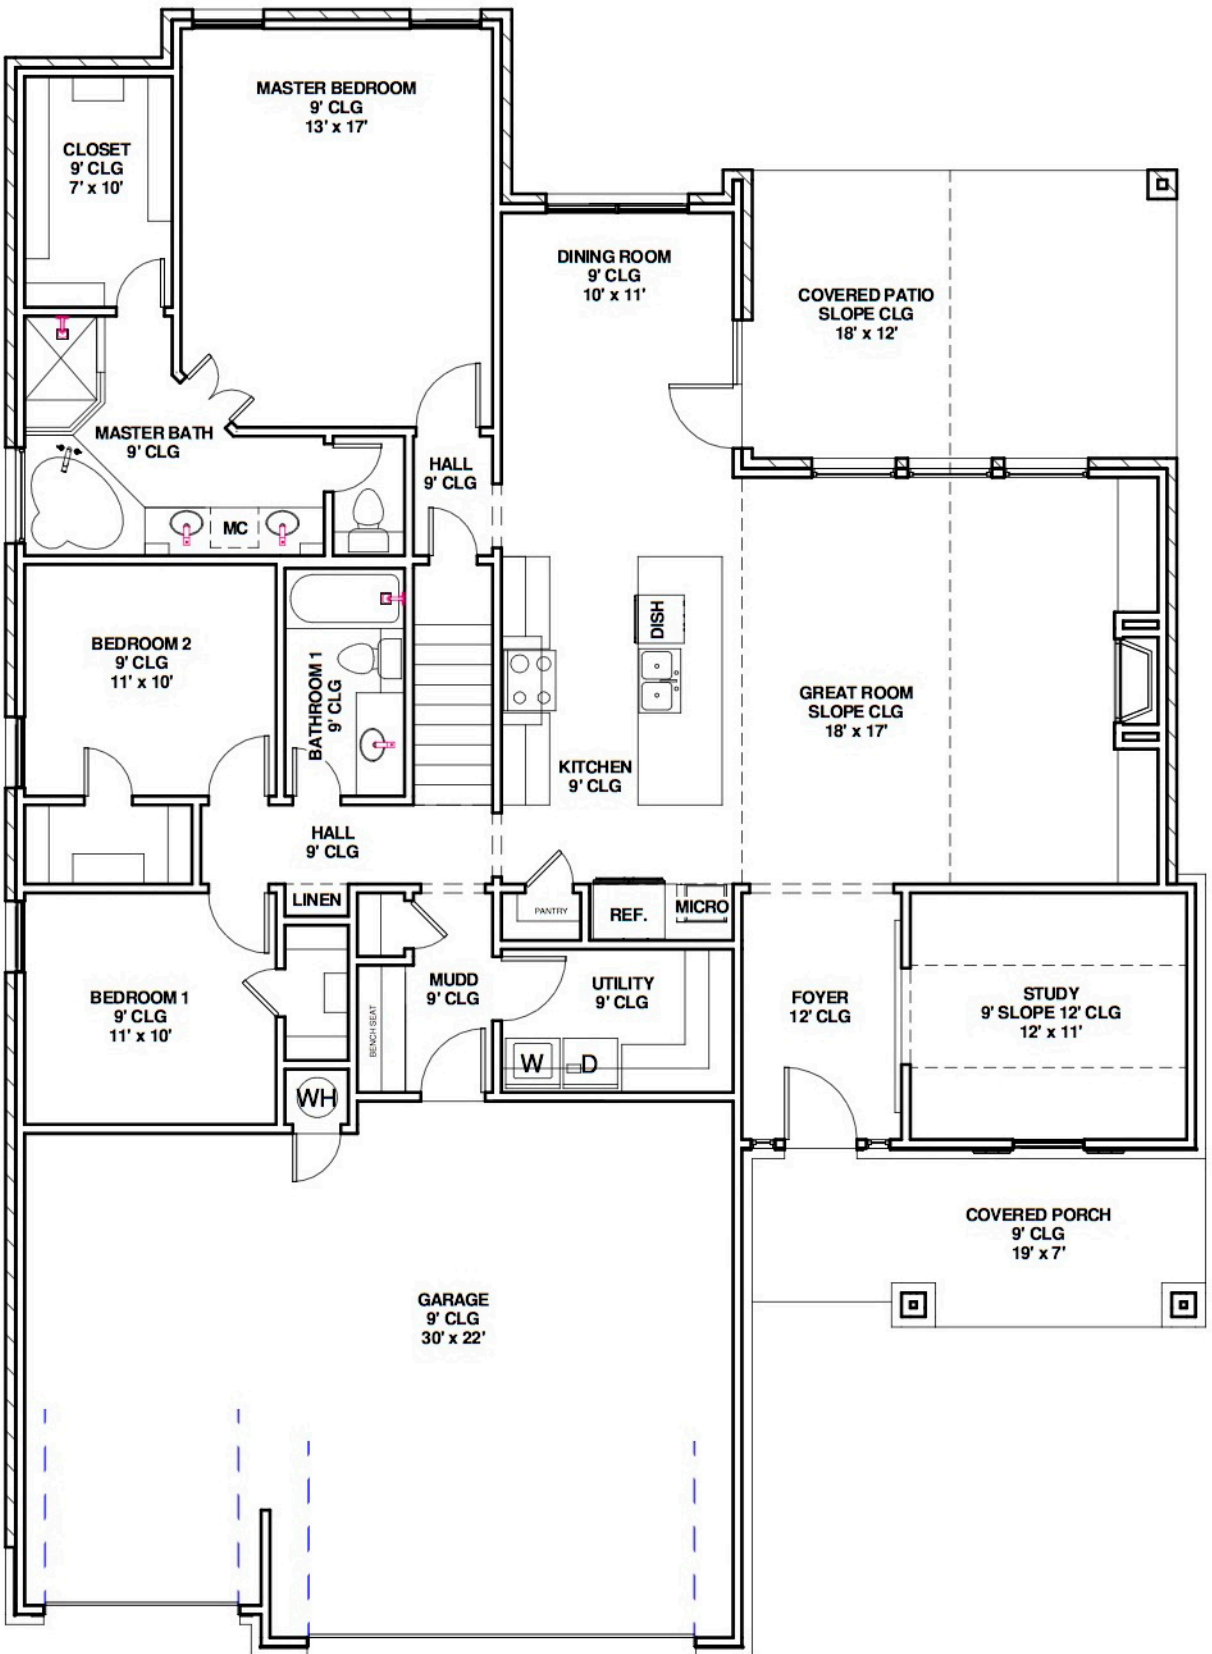 MASTER BEDROOM
9' CLG
13' x 17'
CLOSET
9' CLG
7' x 10'
DINING ROOM
9' CLG
10' x 11'
COVERED PATIO
SLOPE CLG
18' x 12'
MASTER BATH
9' CLG
HALL
9' CLG
MC
BEDROOM 2
9' CLG
11' x 10'
BATHROOM 1
9' CLG
DISH
GREAT ROOM
SLOPE CLG
18' x 17'
KITCHEN
9' CLG
HALL
9' CLG
LINEN
PANTRY
REF.
MICRO
BEDROOM 1
9' CLG
11' x 10'
BENCH SEAT
MUDD
9' CLG
UTILITY
9' CLG
FOYER
12' CLG
STUDY
9' SLOPE 12' CLG
12' x 11'
W
D
WH
COVERED PORCH
9' CLG
19' x 7'
GARAGE
9' CLG
30' x 22'